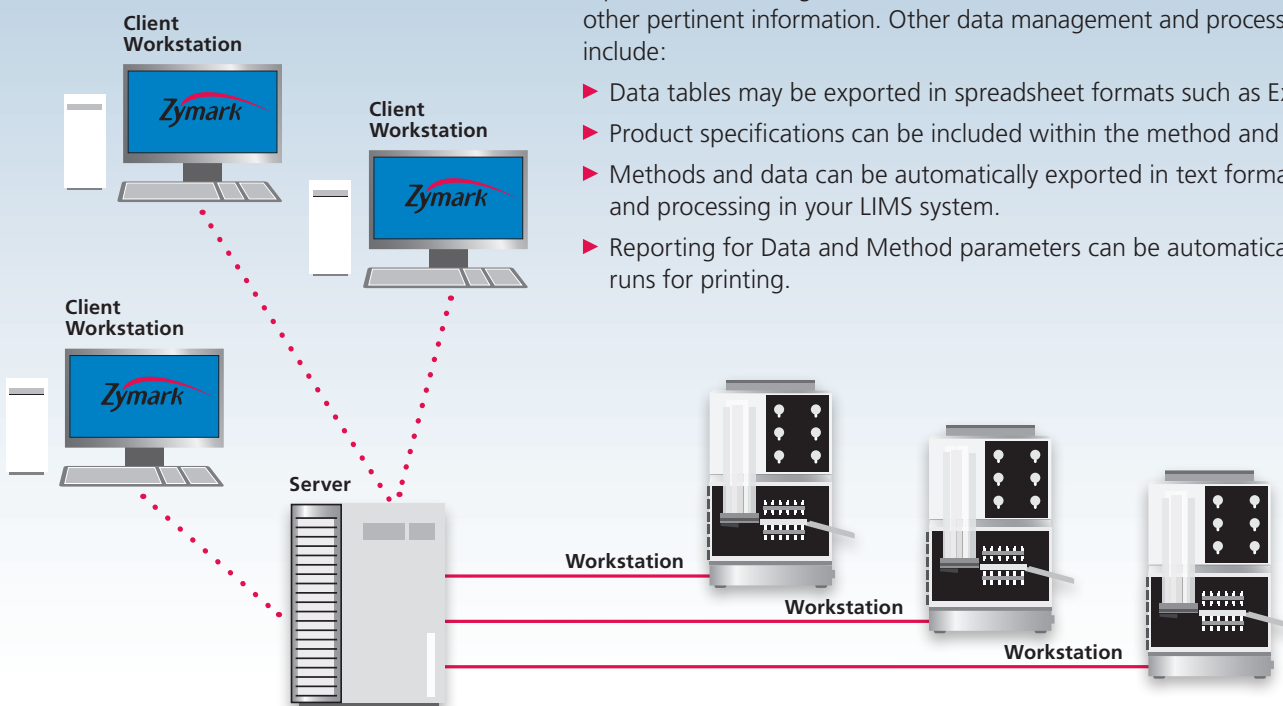 other pertinent information. Other data management and process
include:
► Data tables may be exported in spreadsheet formats such as
► Product specifications can be included within the method and
► Methods and data can be automatically exported in text
and processing in your LIMS system.
► Reporting for Data and Method parameters can be
runs for printing.
Client
Workstation
Zymark
Client
Workstation
Zymark
Client
Workstation
Zymark
Server
Workstation
Workstation
Workstation